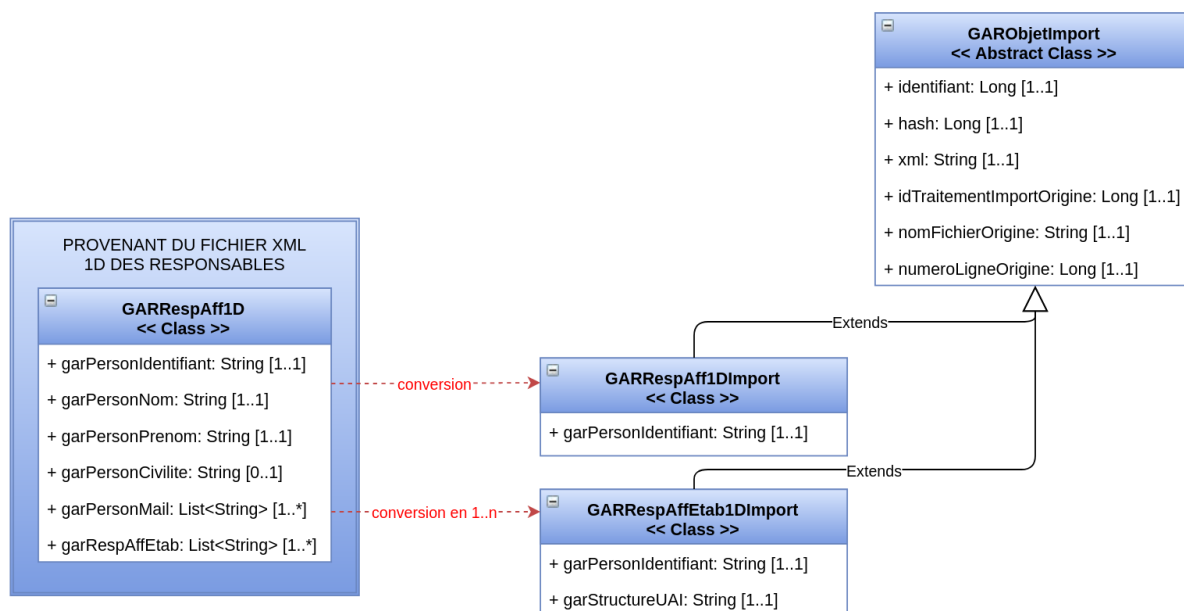 GARObjetImport
<< Abstract Class >>
+ identifiant: Long [1..1]
+ hash: Long [1..1]
+ xml: String [1..1]
+ idTraitementImportOrigine: Long [1..1]
+ nomFichierOrigine: String [1..1]
+ numeroLigneOrigine: Long [1..1]
PROVENANT DU FICHIER XML
1D DES RESPONSABLES
GARRespAff1D
<< Class >>
+ garPersonIdentifiant: String [1..1]
+ garPersonNom: String [1..1]
+ garPersonPrenom: String [1..1]
+ garPersonCivilite: String [0..1]
+ garPersonMail: List<String> [1..*]
+ garRespAffEtab: List<String> [1..*]
conversion
conversion en 1..n
Extends
GARRespAff1DImport
<< Class >>
+ garPersonIdentifiant: String [1..1]
Extends
GARRespAffEtab1DImport
<< Class >>
+ garPersonIdentifiant: String [1..1]
+ garStructureUAI: String [1..1]